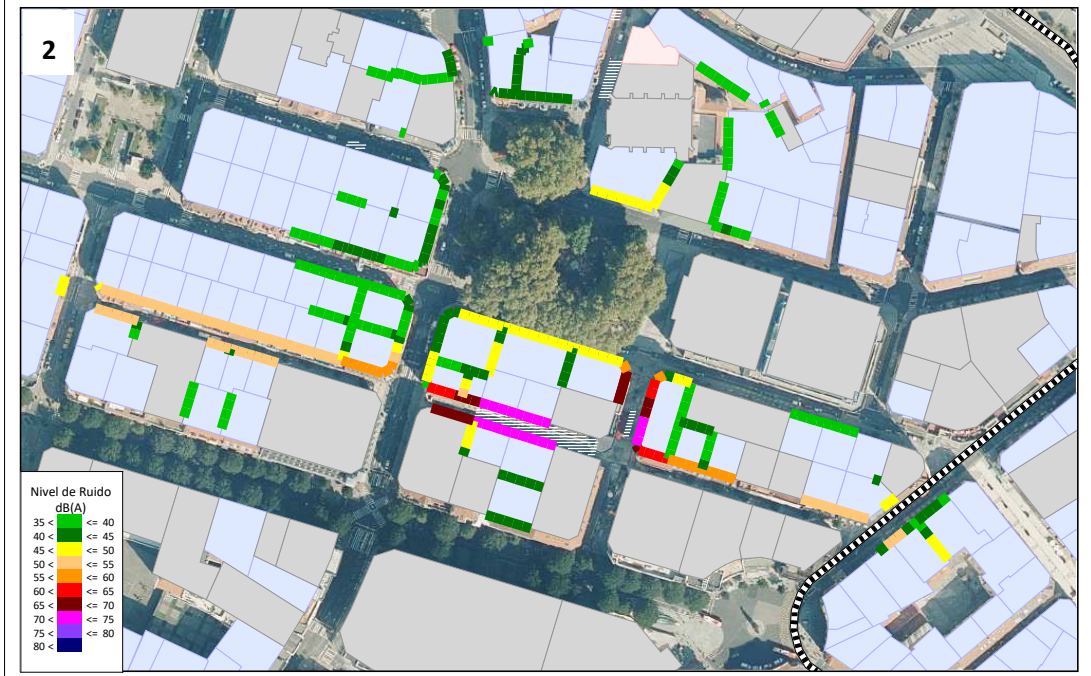 2
Nivel de Ruido
dB(A)
35 < <= 40
40 < <= 45
45 < <= 50
50 < <= 55
55 < <= 60
60 < <= 65
65 < <= 70
70 < <= 75
75 < <= 80
80 <